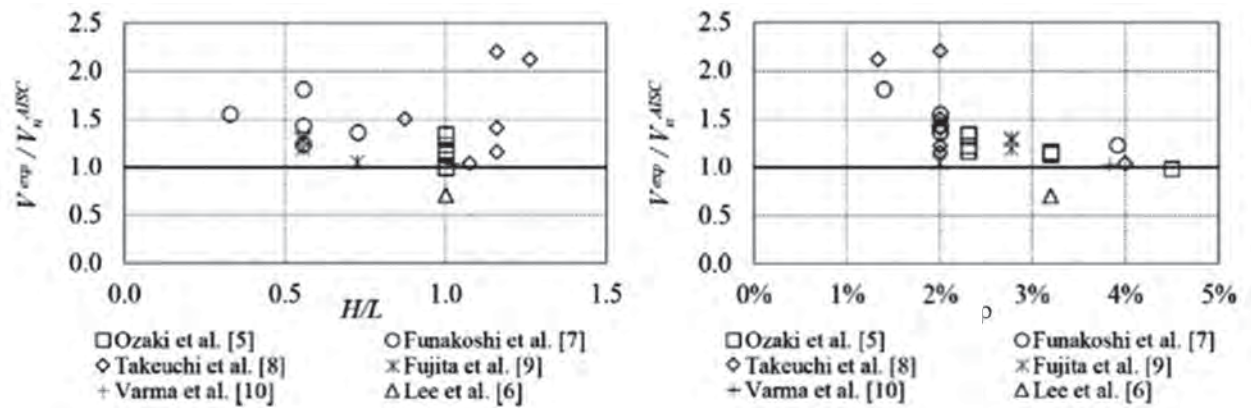 V^exp / V_n^AISC
2.5
2.0
1.5
1.0
0.5
0.0
0.0 0.5 1.0 1.5
H/L
Ozaki et al. [5] Funakoshi et al. [7]
Takeuchi et al. [8] Fujita et al. [9]
Varma et al. [10] Lee et al. [6]
V^exp / V_n^AISC
2.5
2.0
1.5
1.0
0.5
0.0
0% 1% 2% 3% 4% 5%
ρ
Ozaki et al. [5] Funakoshi et al. [7]
Takeuchi et al. [8] Fujita et al. [9]
Varma et al. [10] Lee et al. [6]